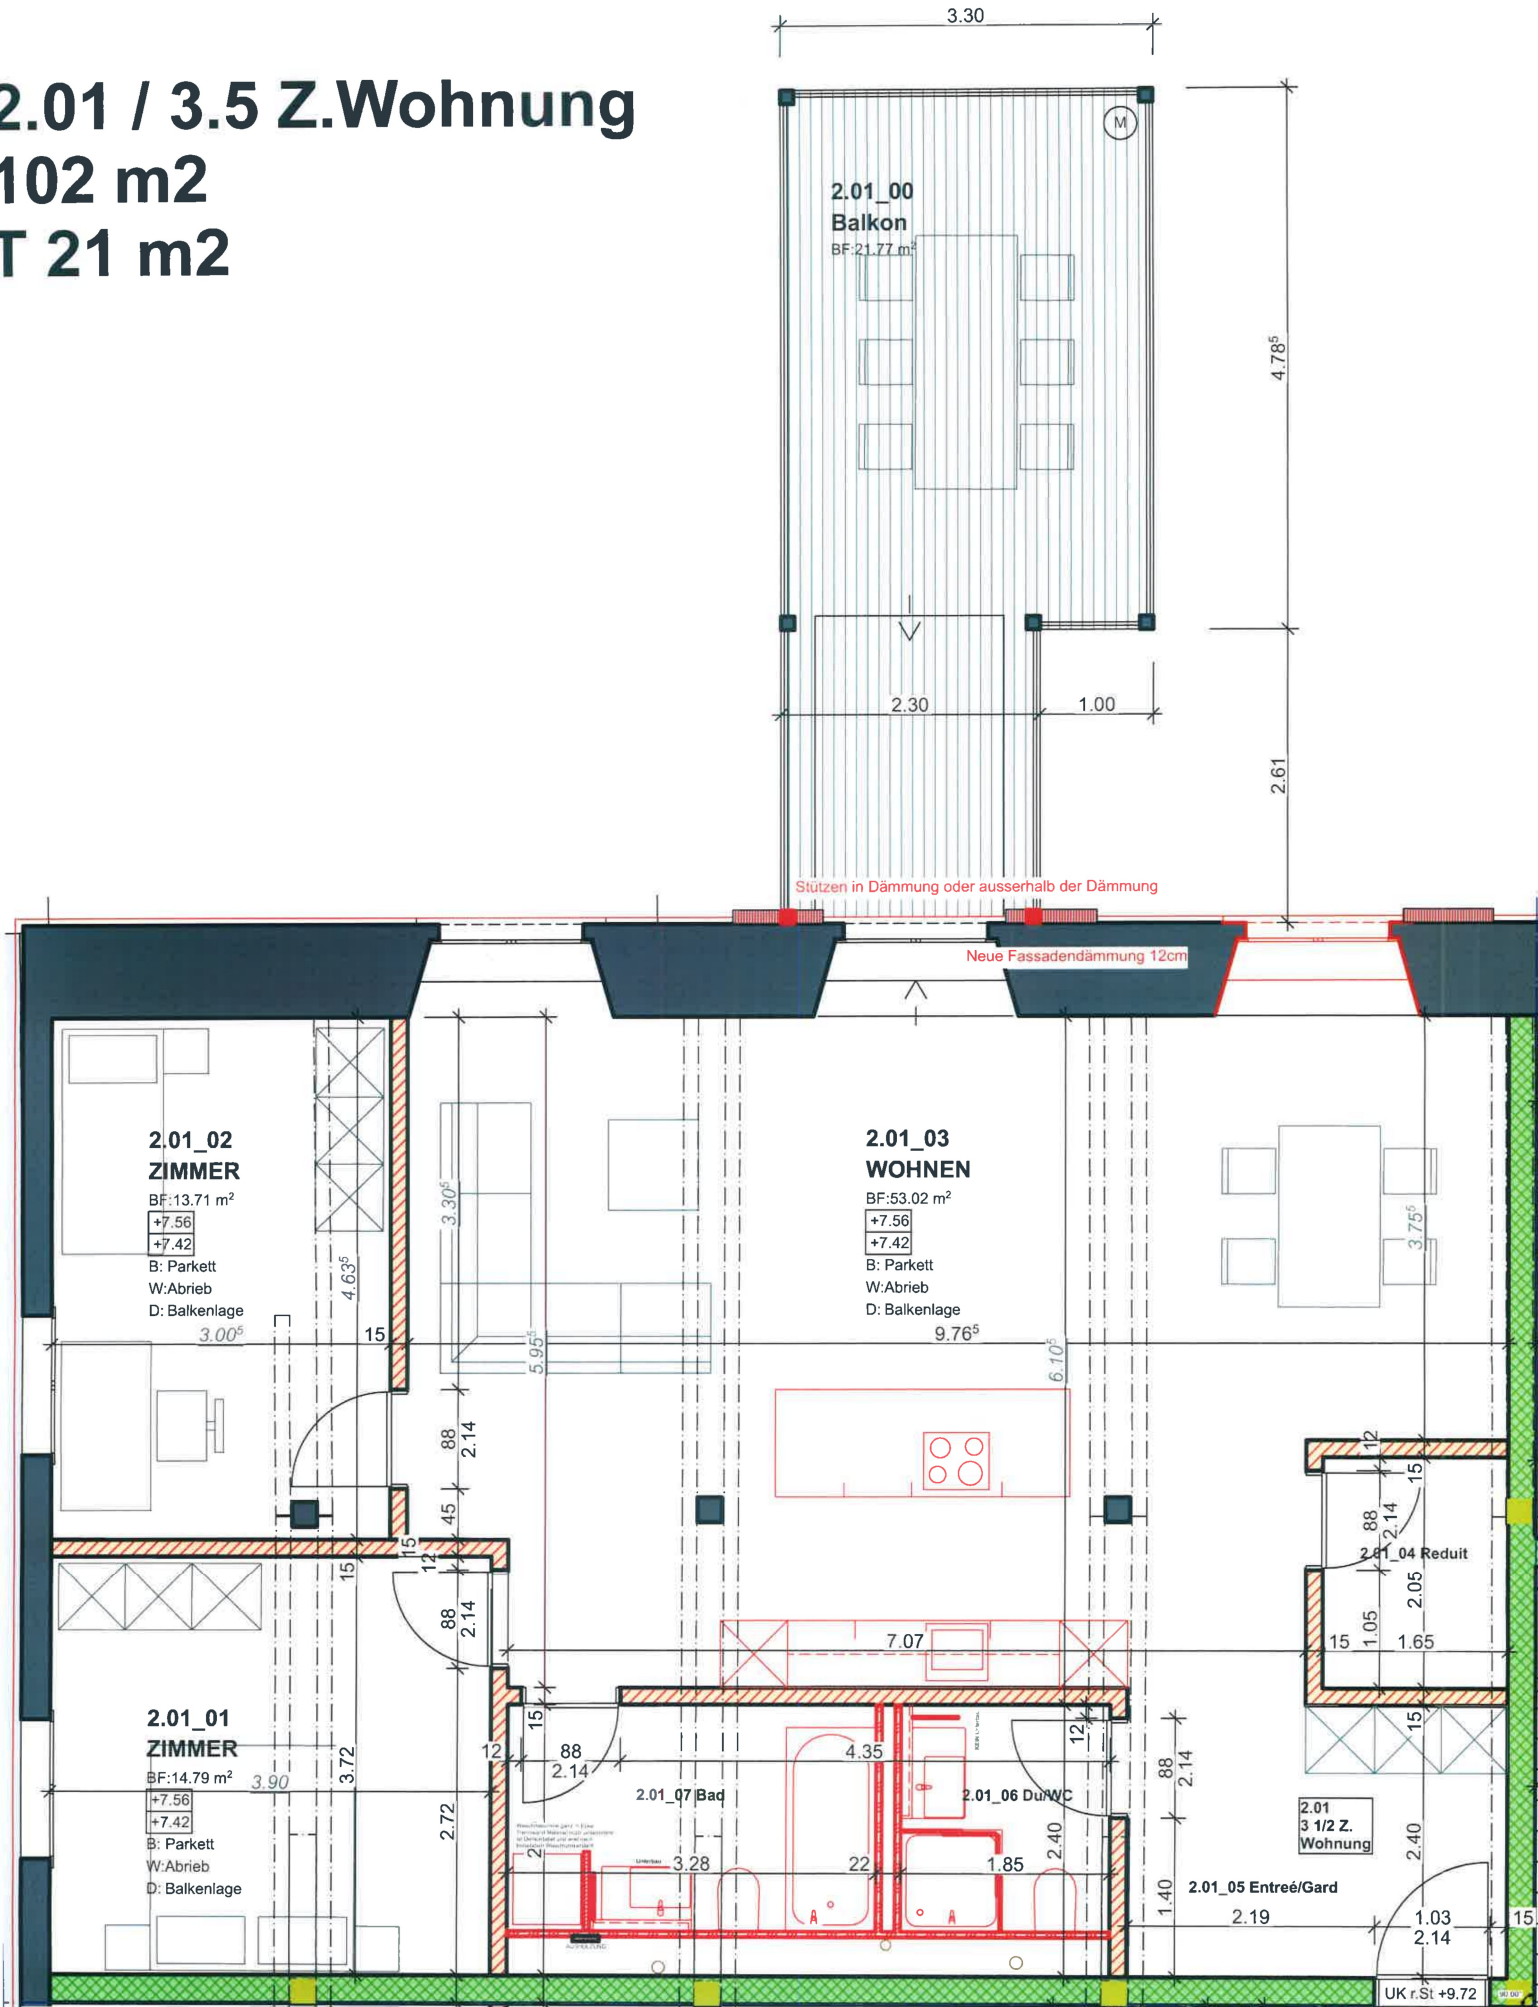 3.30
2.01 / 3.5 Z.Wohnung
102 m2
T 21 m2
M
2.01_00
Balkon
BF:21.77 m²
4.78⁵
2.30
1.00
2.61
Stützen in Dämmung oder ausserhalb der Dämmung
Neue Fassadendämmung 12cm
2.01_02
ZIMMER
BF:13.71 m²
+7.56
+7.42
B: Parkett
W:Abrieb
D: Balkenlage
3.00⁵
15
4.63⁵
3.30⁵
5.95⁵
2.01_03
WOHNEN
BF:53.02 m²
+7.56
+7.42
B: Parkett
W:Abrieb
D: Balkenlage
9.76⁵
6.10⁵
3.75⁵
88
2.14
45
15
12
15
88
2.14
12
15
88
2.14
2.01_04 Reduit
2.05
1.05
15
1.65
7.07
2.01_01
ZIMMER
BF:14.79 m²
+7.56
+7.42
B: Parkett
W:Abrieb
D: Balkenlage
3.90
3.72
2.72
12
15
88
2.14
4.35
2.01_07 Bad
3.28
22
2.01_06 Du/WC
12
1.85
2.40
88
2.14
1.40
15
2.01
3 1/2 Z.
Wohnung
2.40
2.01_05 Entreé/Gard
2.19
1.03
2.14
15
UK r.St +9.72